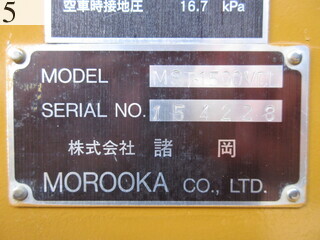 5
空車時接地圧 16.7 kPa
MODEL
SERIAL NO. 154228
株式会社 諸岡
MOROOKA CO., LTD.